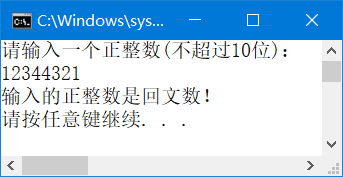 C:\Windows\sys...
请输入一个正整数(不超过10位)：
12344321
输入的正整数是回文数！
请按任意键继续. . .